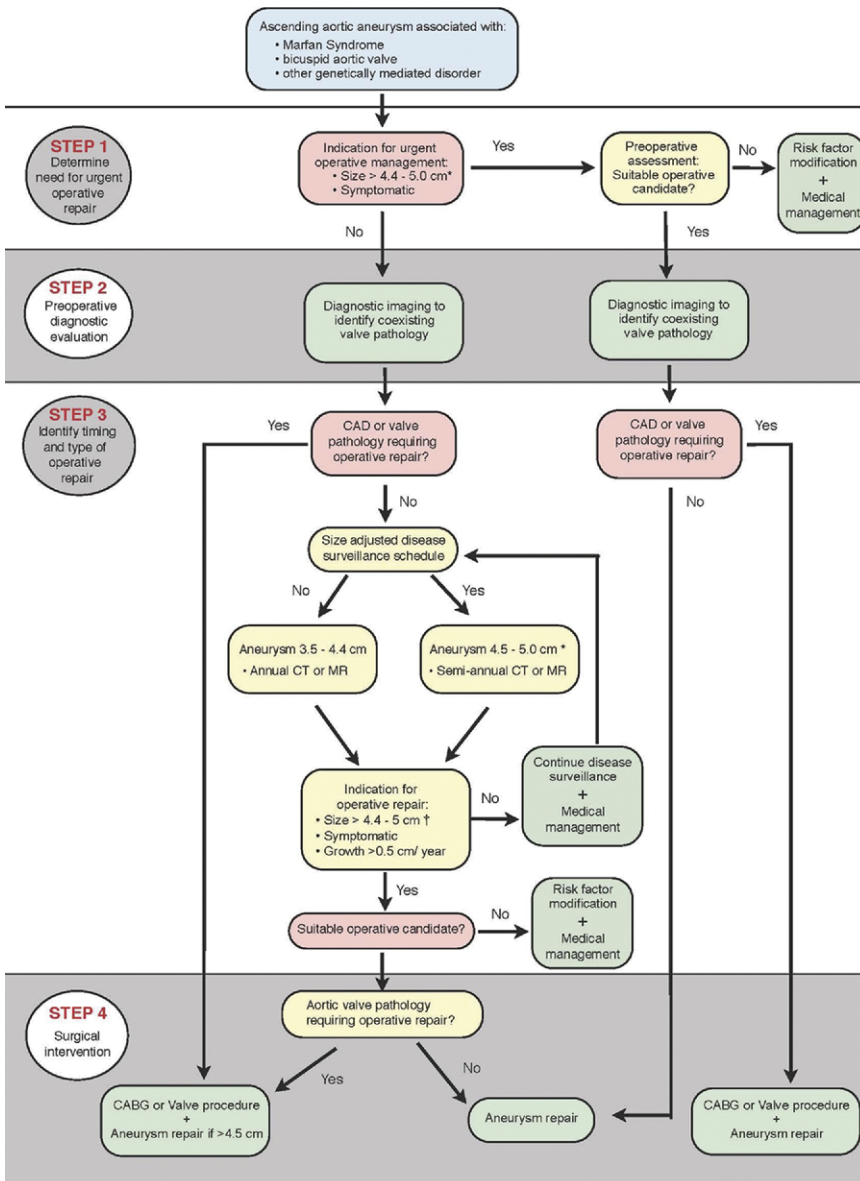 Ascending aortic aneurysm associated with:
• Marfan Syndrome
• bicuspid aortic valve
• other genetically mediated disorder
STEP 1
Determine
need for urgent
operative
repair
Indication for urgent
operative management:
• Size > 4.4 - 5.0 cm*
• Symptomatic
Yes
Preoperative
assessment:
Suitable operative
candidate?
No
Risk factor
modification
+
Medical
management
No
Yes
STEP 2
Preoperative
diagnostic
evaluation
Diagnostic imaging to
identify coexisting
valve pathology
Diagnostic imaging to
identify coexisting
valve pathology
STEP 3
Identify timing
and type of
operative
repair
Yes
CAD or valve
pathology requiring
operative repair?
CAD or valve
pathology requiring
operative repair?
Yes
No
No
Size adjusted disease
surveillance schedule
No
Yes
Aneurysm 3.5 - 4.4 cm
• Annual CT or MR
Aneurysm 4.5 - 5.0 cm *
• Semi-annual CT or MR
Indication for
operative repair:
• Size > 4.4 - 5 cm †
• Symptomatic
• Growth >0.5 cm/ year
No
Continue disease
surveillance
+
Medical
management
Yes
Suitable operative candidate?
No
Risk factor
modification
+
Medical
management
STEP 4
Surgical
intervention
Aortic valve pathology
requiring operative repair?
Yes
No
CABG or Valve procedure
+
Aneurysm repair if >4.5 cm
Aneurysm repair
CABG or Valve procedure
+
Aneurysm repair